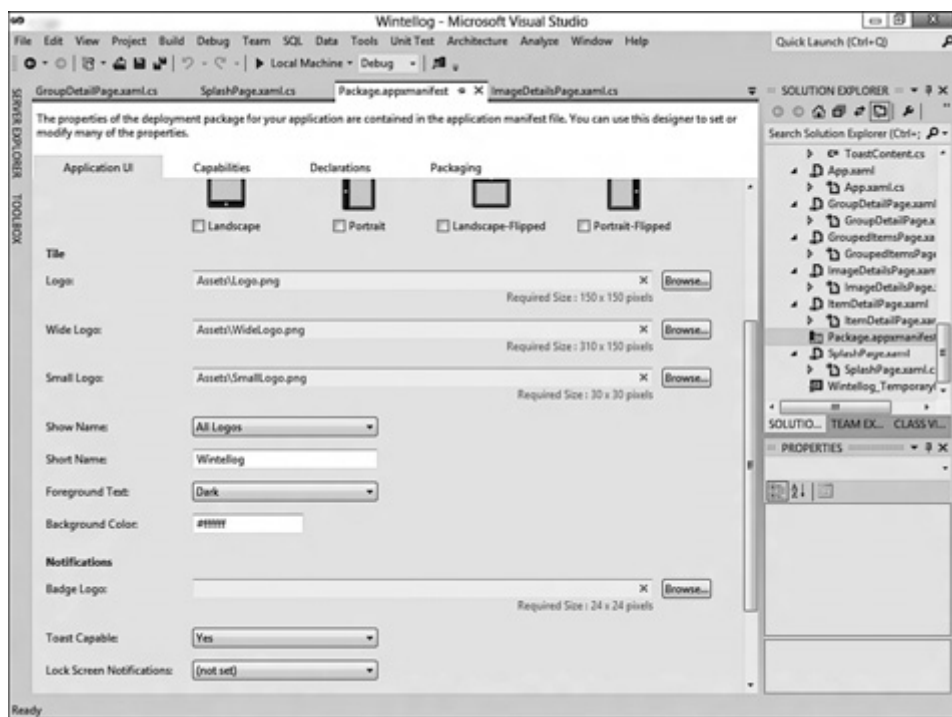 Wintellog - Microsoft Visual Studio
File Edit View Project Build Debug Team SQL Data Tools Unit Test Architecture Analyze Window Help
Quick Launch (Ctrl+Q)
Local Machine Debug
GroupDetailPage.xaml.cs SplashPage.xaml.cs Package.appxmanifest ImageDetailsPage.xaml.cs
SERVER EXPLORER TOOLBOX
The properties of the deployment package for your application are contained in the application manifest file. You can use this designer to set or
modify many of the properties.
Application UI Capabilities Declarations Packaging
Landscape Portrait Landscape-Flipped Portrait-Flipped
Tile
Logo: Assets\Logo.png Browse...
Required Size : 150 x 150 pixels
Wide Logo: Assets\WideLogo.png Browse...
Required Size : 310 x 150 pixels
Small Logo: Assets\SmallLogo.png Browse...
Required Size : 30 x 30 pixels
Show Name: All Logos
Short Name: Wintellog
Foreground Text: Dark
Background Color: #ffffff
Notifications
Badge Logo: Browse...
Required Size : 24 x 24 pixels
Toast Capable: Yes
Lock Screen Notifications: (not set)
SOLUTION EXPLORER
Search Solution Explorer (Ctrl+;
ToastContent.cs
App.xaml
App.xaml.cs
GroupDetailPage.xaml
GroupDetailPage.x
GroupedItemsPage.xa
GroupedItemsPage
ImageDetailsPage.xam
ImageDetailsPage.
ItemDetailPage.xaml
ItemDetailPage.xar
Package.appxmanifest
SplashPage.xaml
SplashPage.xaml.c
Wintellog_Temporary
SOLUTIO... TEAM EX... CLASS VI...
PROPERTIES
Ready